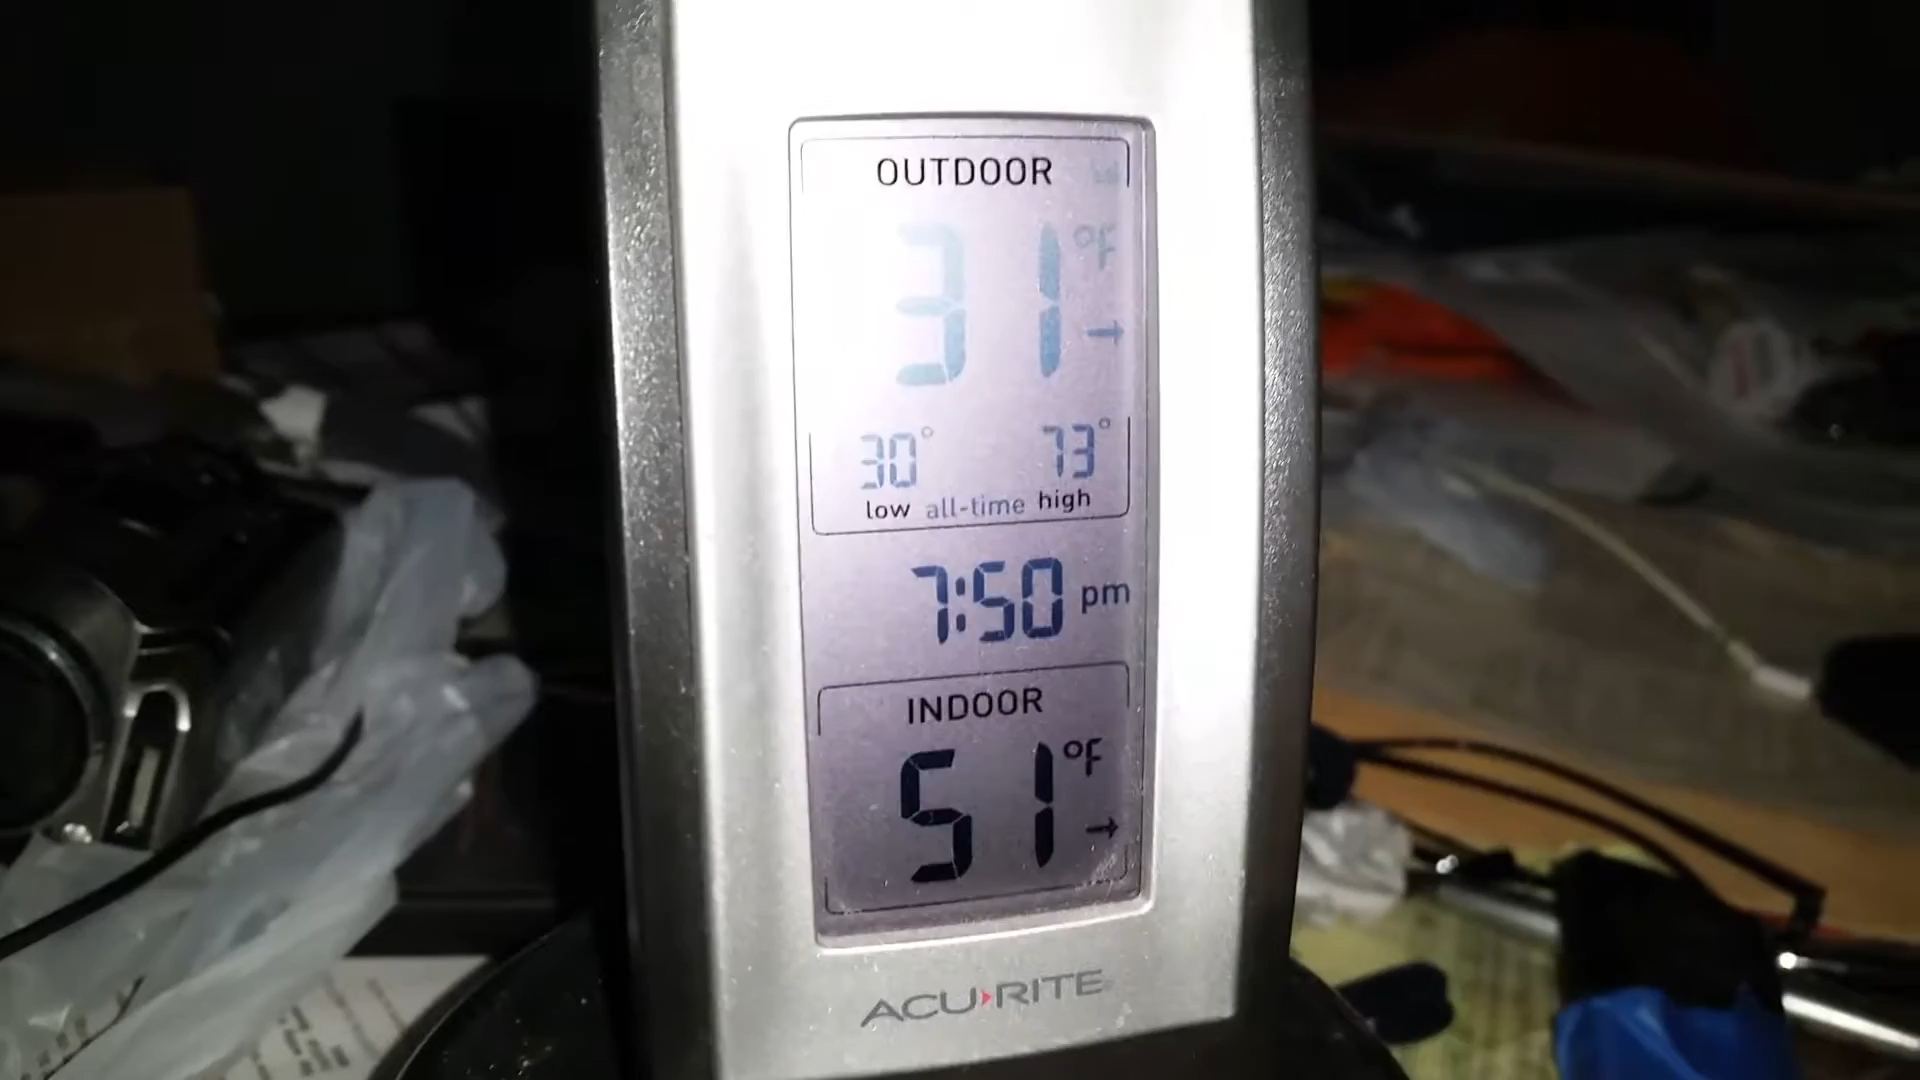 OUTDOOR
31 °F
→
30° 73°
low all-time high
7:50 pm
INDOOR
51 °F
→
ACU RITE